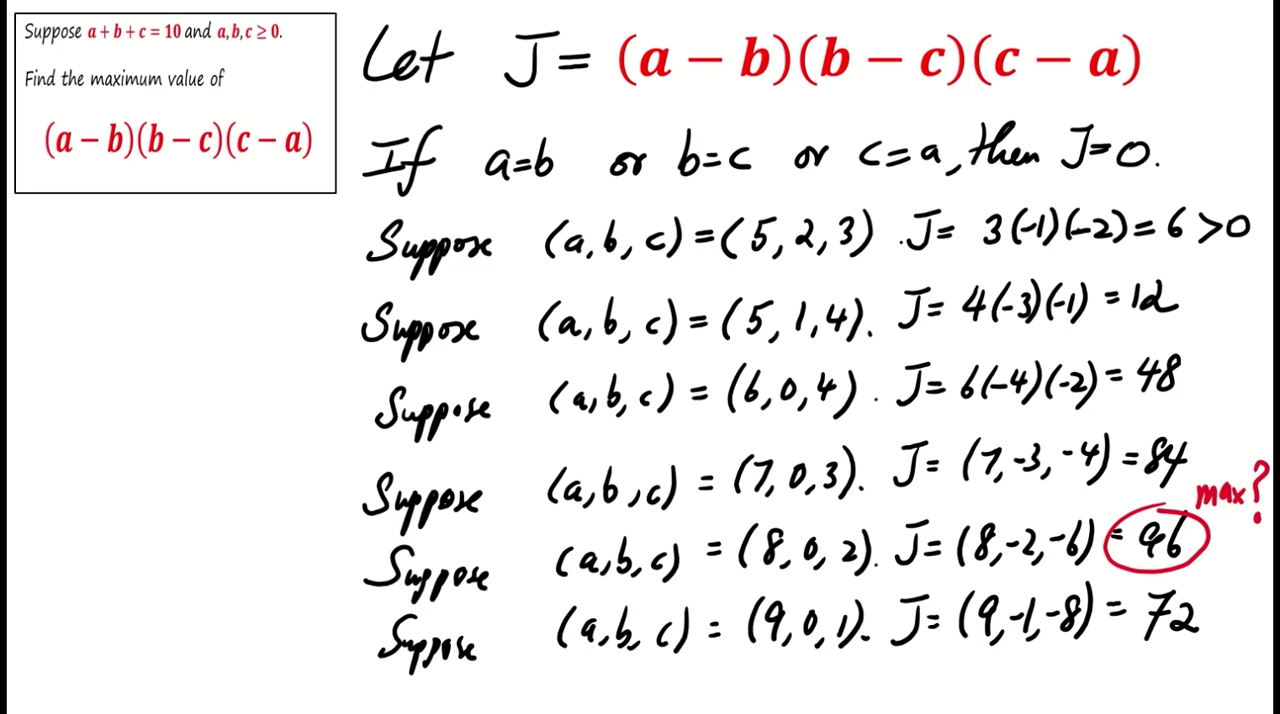 Suppose a + b + c = 10 and a, b, c ≥ 0.
Find the maximum value of
(a − b)(b − c)(c − a)
Let J = (a − b)(b − c)(c − a)
If a=b or b=c or c=a, then J=0.
Suppose (a, b, c) = (5, 2, 3) . J= 3(-1)(-2) = 6 >0
Suppose (a, b, c) = (5, 1, 4). J= 4(-3)(-1) = 12
Suppose (a, b, c) = (6, 0, 4) . J= 6(-4)(-2) = 48
Suppose (a, b, c) = (7, 0, 3). J= (7, -3, -4) = 84
max?
Suppose (a, b, c) = (8, 0, 2). J= (8, -2, -6) = 96
Suppose (a, b, c) = (9, 0, 1). J= (9, -1, -8) = 72